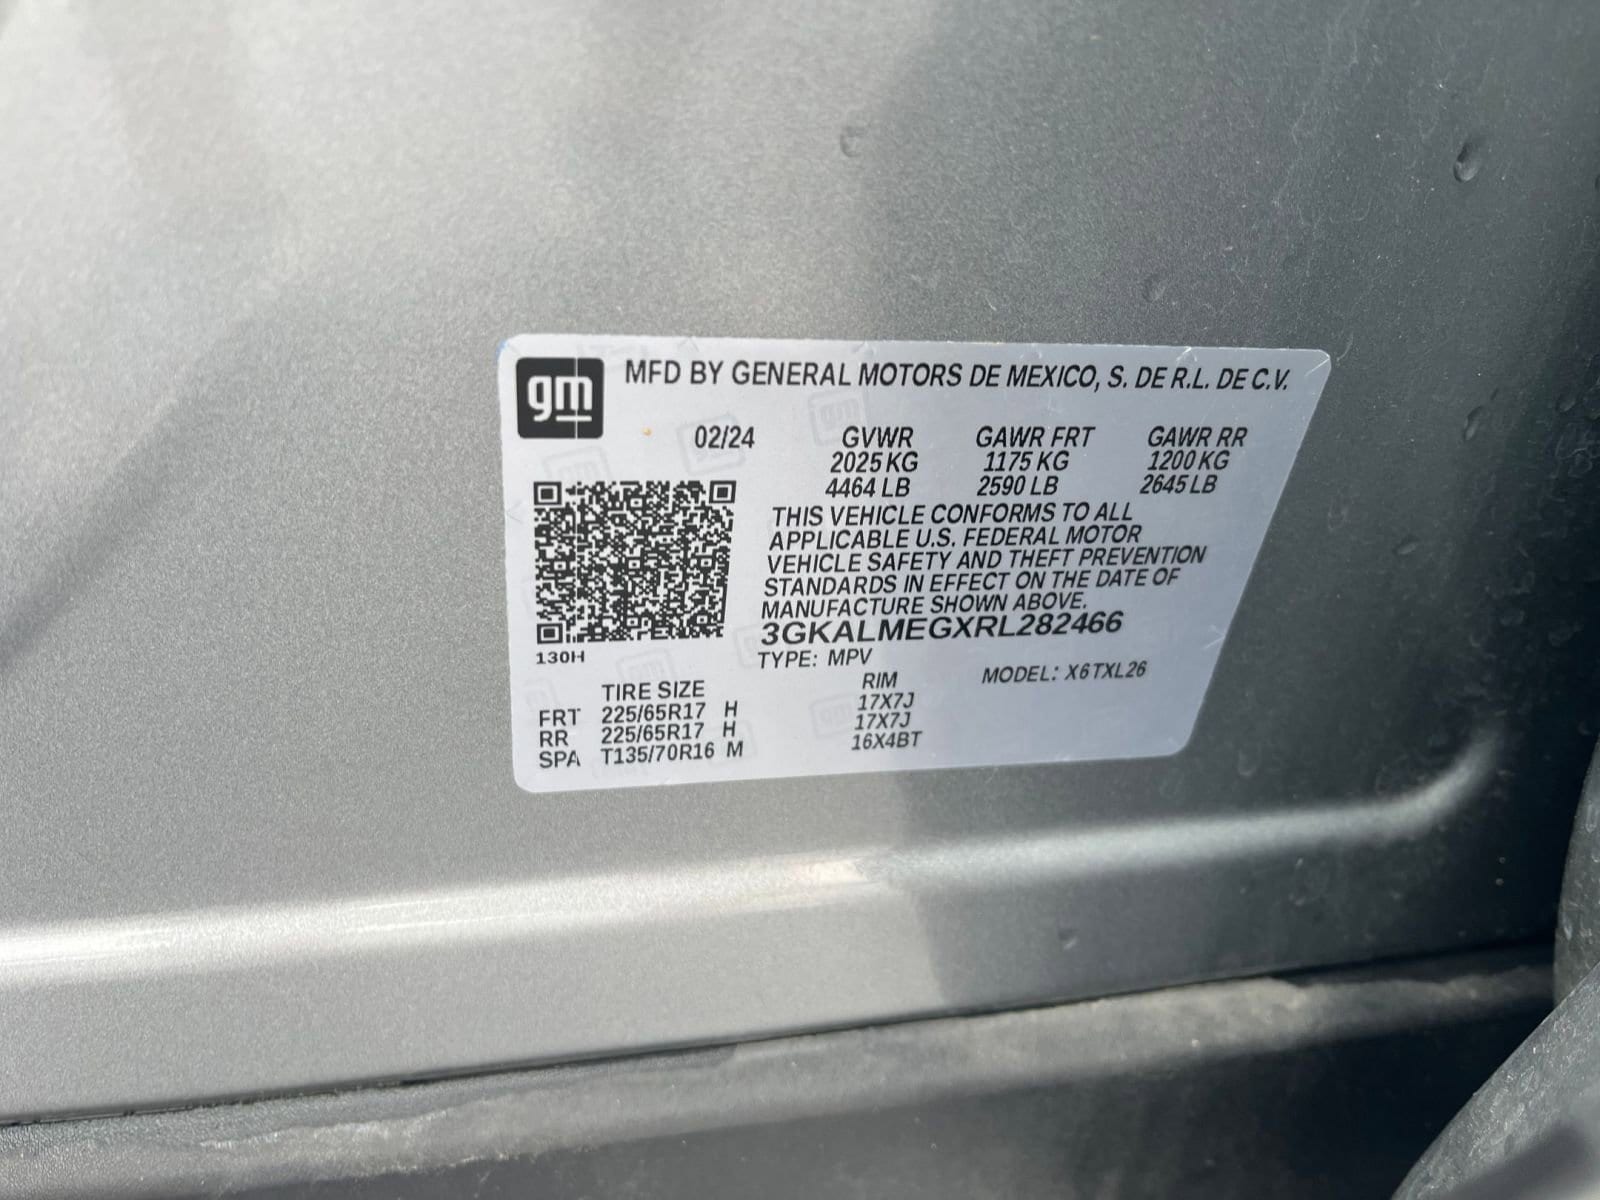 gm
MFD BY GENERAL MOTORS DE MEXICO, S. DE R.L. DE C.V.
02/24 GVWR GAWR FRT GAWR RR
2025 KG 1175 KG 1200 KG
4464 LB 2590 LB 2645 LB
THIS VEHICLE CONFORMS TO ALL
APPLICABLE U.S. FEDERAL MOTOR
VEHICLE SAFETY AND THEFT PREVENTION
STANDARDS IN EFFECT ON THE DATE OF
MANUFACTURE SHOWN ABOVE.
3GKALMEGXRL282466
130H
TYPE: MPV MODEL: X6TXL26
TIRE SIZE RIM
FRT 225/65R17 H 17X7J
RR 225/65R17 H 17X7J
SPA T135/70R16 M 16X4BT